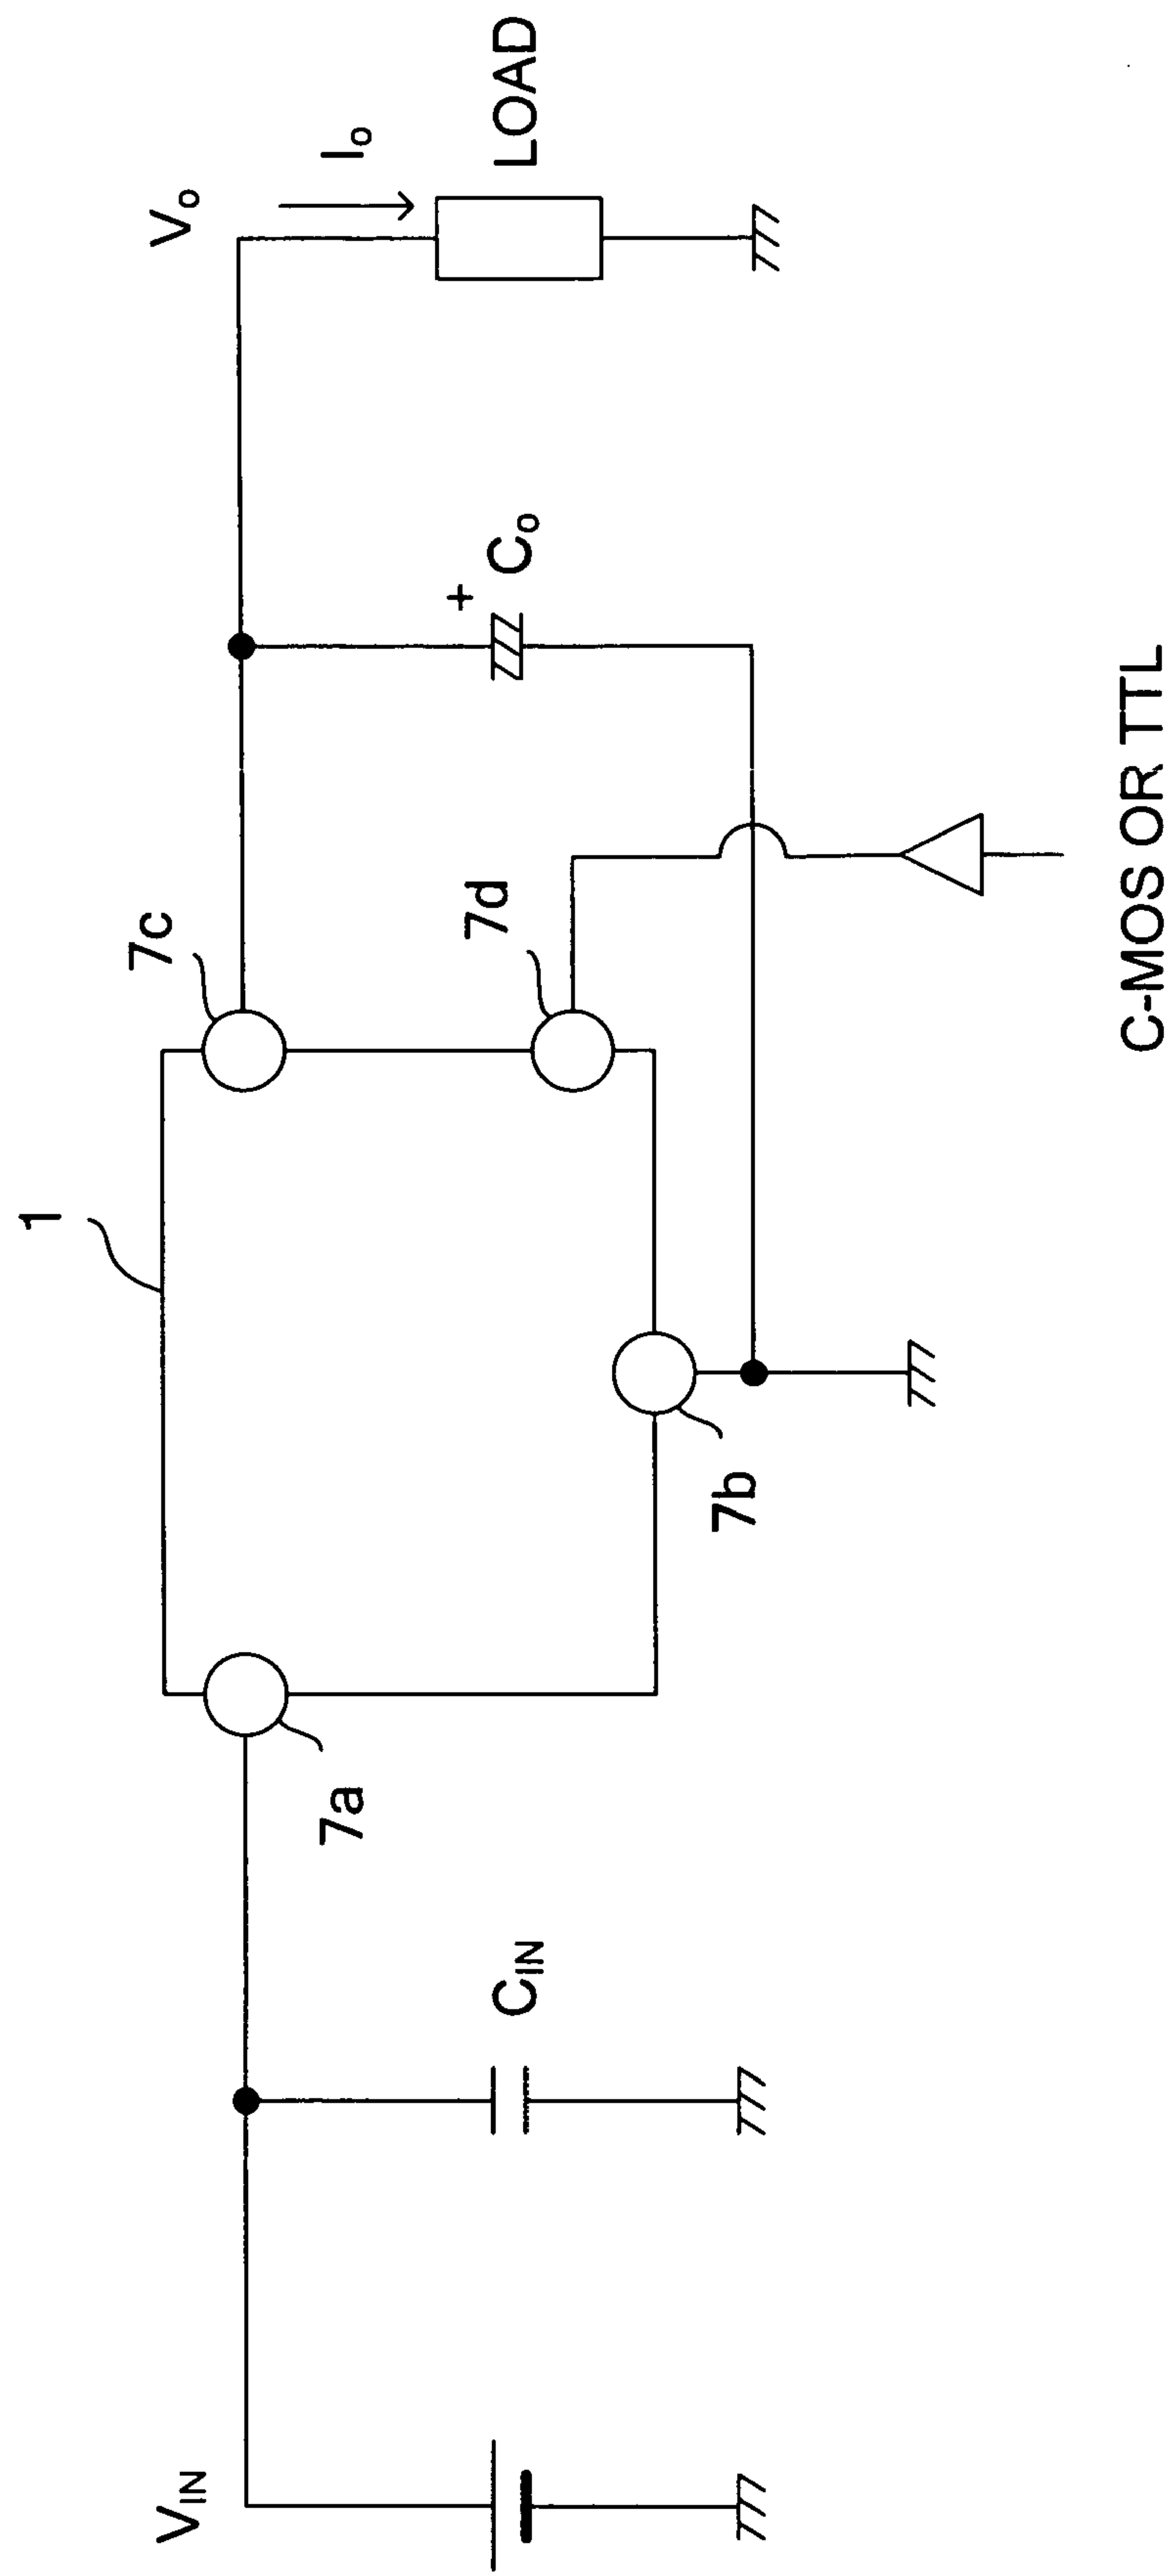 1
V_IN
7c
V_O
I_O
7a
7d
C_IN
+ C_O
LOAD
7b
C-MOS OR TTL